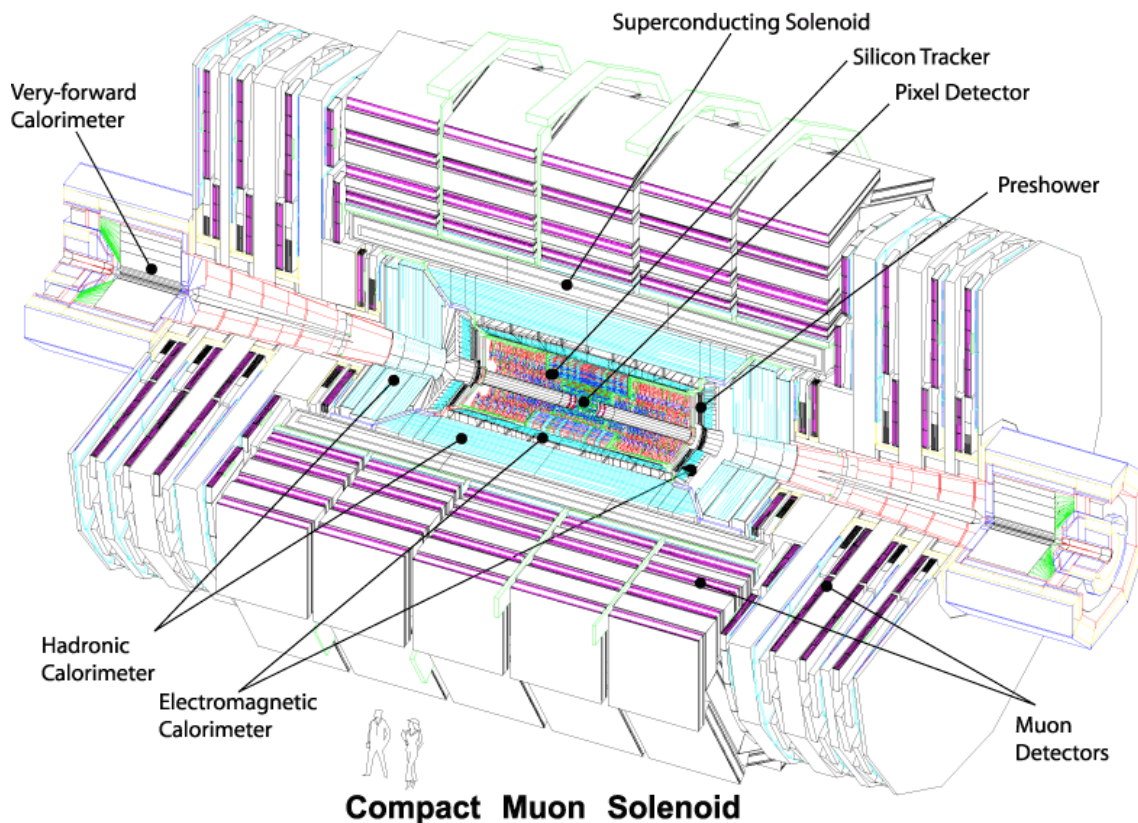 Superconducting Solenoid
Silicon Tracker
Pixel Detector
Very-forward
Calorimeter
Preshower
Hadronic
Calorimeter
Electromagnetic
Calorimeter
Muon
Detectors
Compact Muon Solenoid